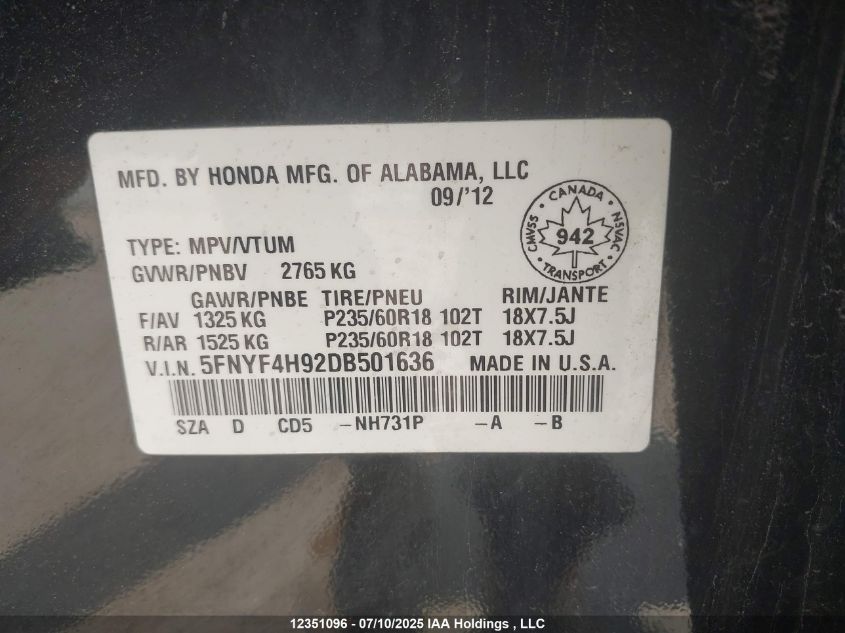 MFD. BY HONDA MFG. OF ALABAMA, LLC
09/'12
CANADA
CMVSS 942 NSVAC
TRANSPORT
TYPE: MPV/VTUM
GVWR/PNBV 2765 KG
GAWR/PNBE TIRE/PNEU RIM/JANTE
F/AV 1325 KG P235/60R18 102T 18X7.5J
R/AR 1525 KG P235/60R18 102T 18X7.5J
V.I.N. 5FNYF4H92DB501636 MADE IN U.S.A.
SZA D CD5 -NH731P -A -B
12351096 - 07/10/2025 IAA Holdings , LLC